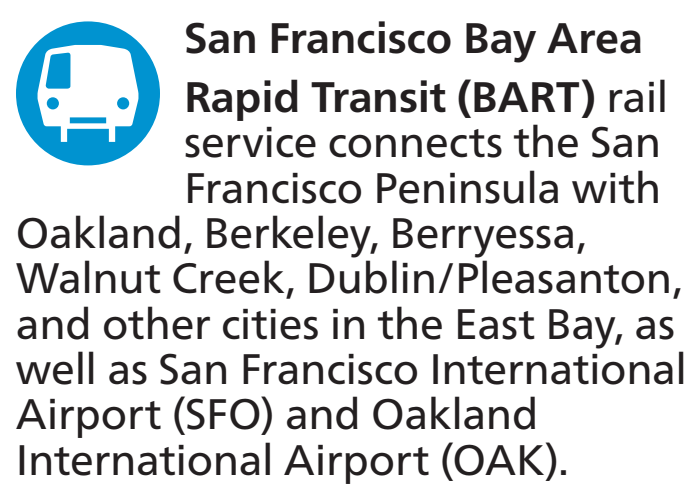 San Francisco Bay Area
Rapid Transit (BART) rail
service connects the San
Francisco Peninsula with
Oakland, Berkeley, Berryessa,
Walnut Creek, Dublin/Pleasanton,
and other cities in the East Bay, as
well as San Francisco International
Airport (SFO) and Oakland
International Airport (OAK).